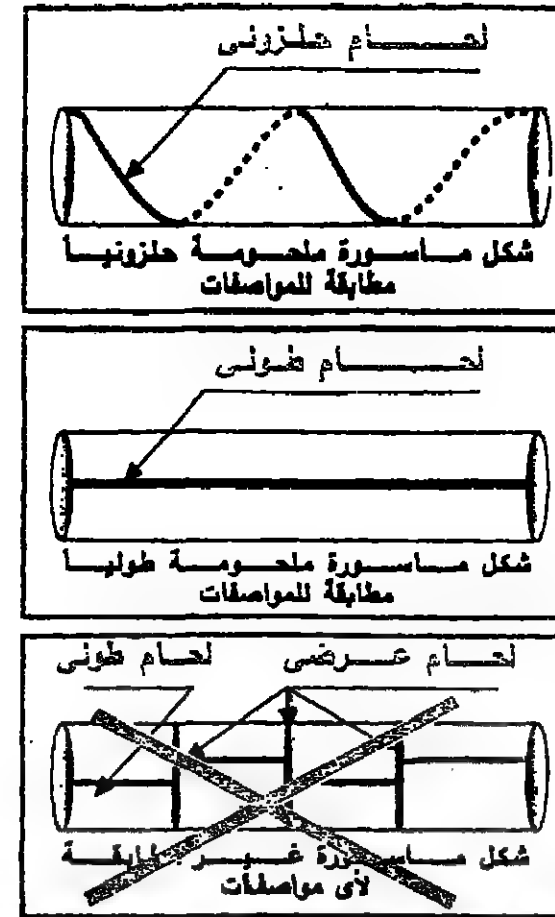 لحام حلزونى
شكل ماسورة ملحومة حلزونياً
مطابقة للمواصفات
لحام طولى
شكل ماسورة ملحومة طولياً
مطابقة للمواصفات
لحام عرضى لحام طولى
شكل ماسورة غير مطابقة
لأى مواصفات